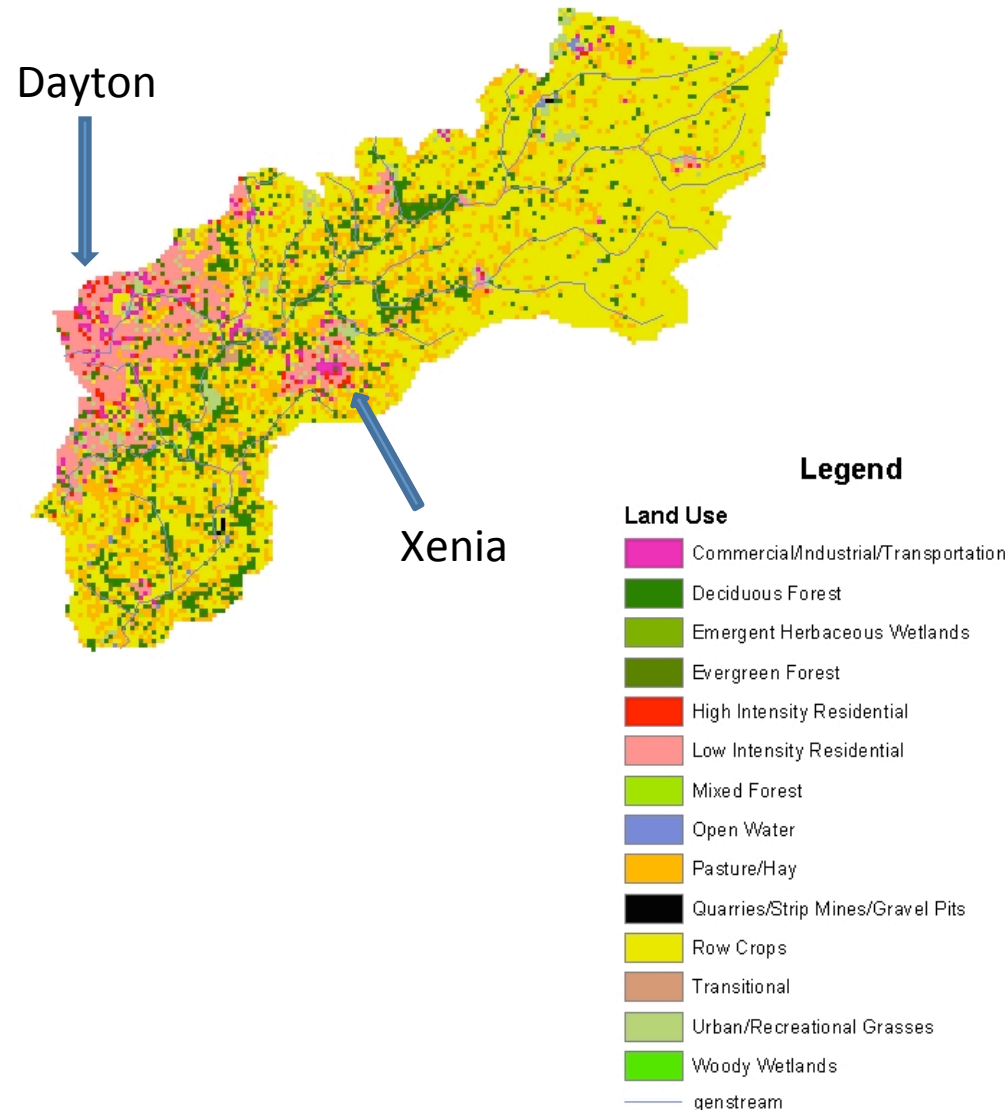 Dayton
Xenia
Legend
Land Use
Commercial/Industrial/Transportation
Deciduous Forest
Emergent Herbaceous Wetlands
Evergreen Forest
High Intensity Residential
Low Intensity Residential
Mixed Forest
Open Water
Pasture/Hay
Quarries/Strip Mines/Gravel Pits
Row Crops
Transitional
Urban/Recreational Grasses
Woody Wetlands
genstream